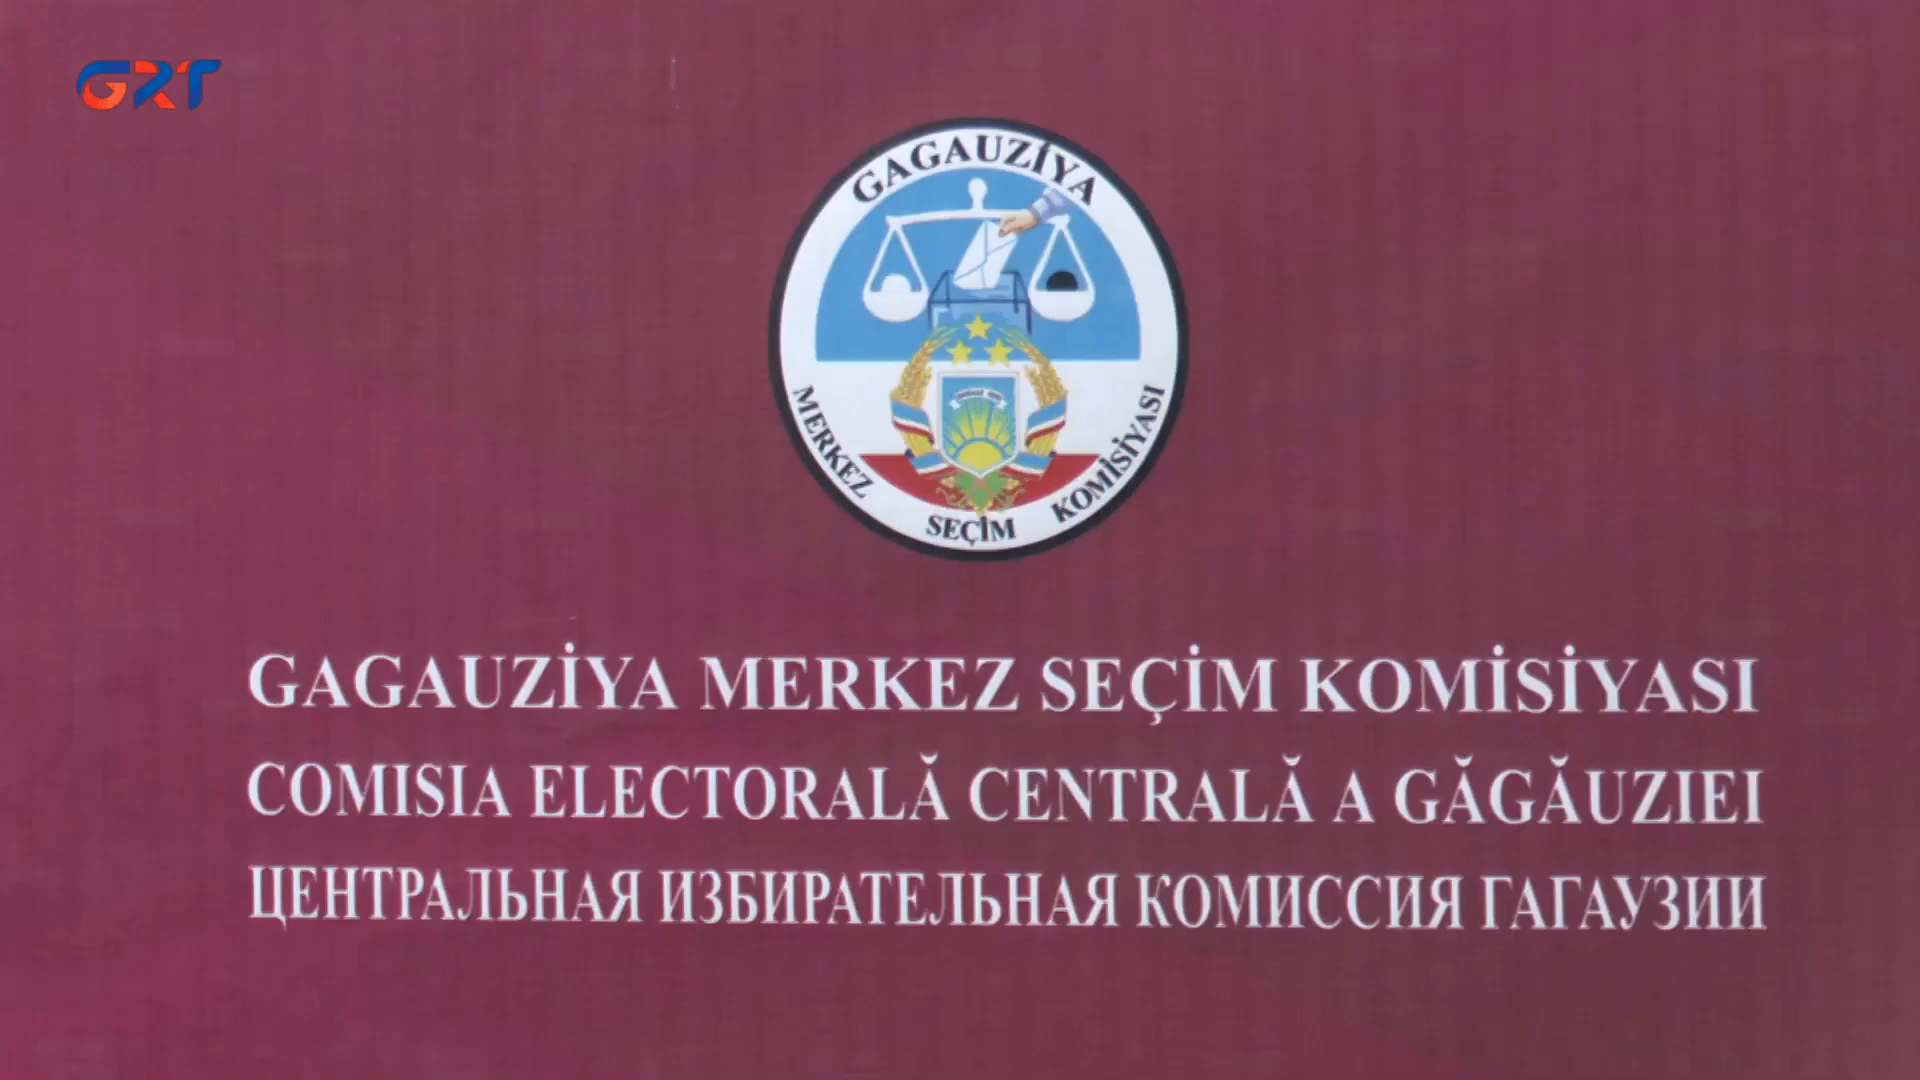 GRT
GAGAUZİYA
MERKEZ SEÇİM KOMİSİYASI
GAGAUZİYA MERKEZ SEÇİM KOMİSİYASI
COMISIA ELECTORALĂ CENTRALĂ A GĂGĂUZIEI
ЦЕНТРАЛЬНАЯ ИЗБИРАТЕЛЬНАЯ КОМИССИЯ ГАГАУЗИИ